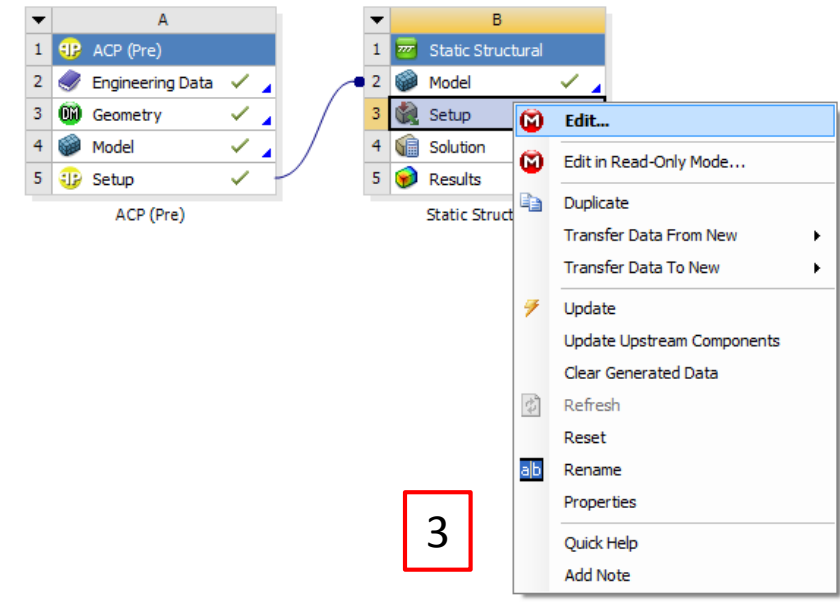 A
1 ACP (Pre)
2 Engineering Data
3 Geometry
4 Model
5 Setup
ACP (Pre)
B
1 Static Structural
2 Model
3 Setup
4 Solution
5 Results
Static Struct
Edit...
Edit in Read-Only Mode...
Duplicate
Transfer Data From New
Transfer Data To New
Update
Update Upstream Components
Clear Generated Data
Refresh
Reset
a|b Rename
Properties
Quick Help
Add Note
3